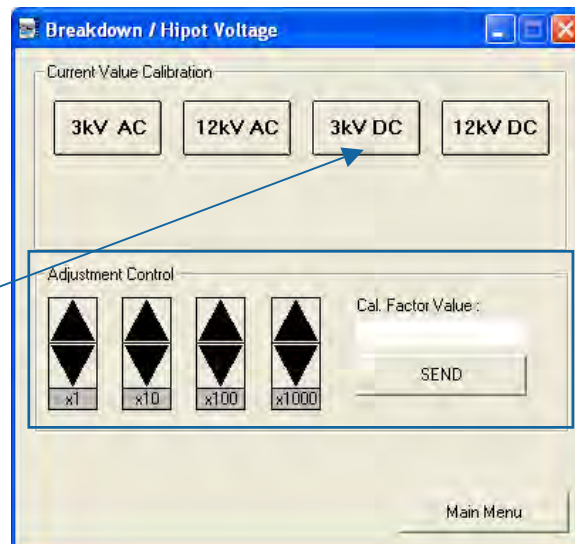 Breakdown / Hipot Voltage
Current Value Calibration
3kV AC 12kV AC 3kV DC 12kV DC
Adjustment Control
Cal. Factor Value :
SEND
x1 x10 x100 x1000
Main Menu